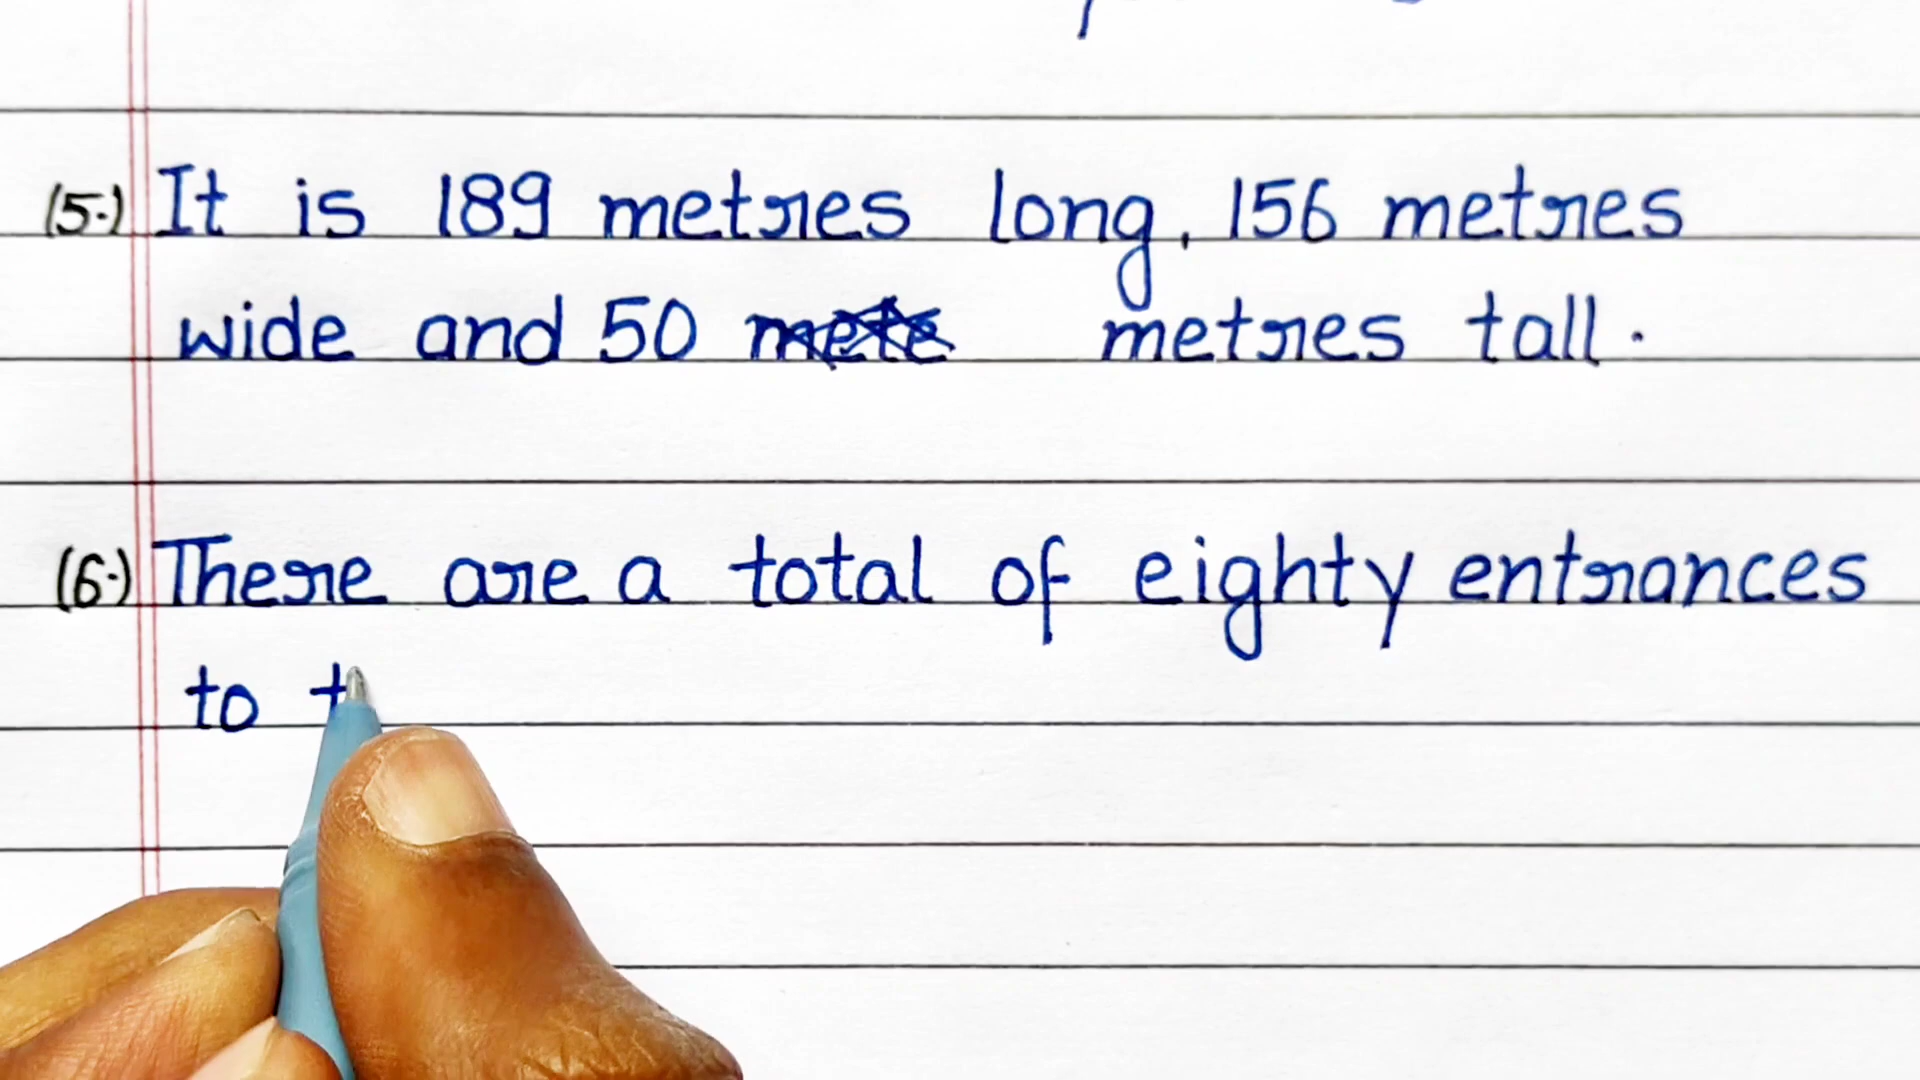 (5.) It is 189 metres long, 156 metres
wide and 50 metres tall.
(6.) There are a total of eighty entrances
to t